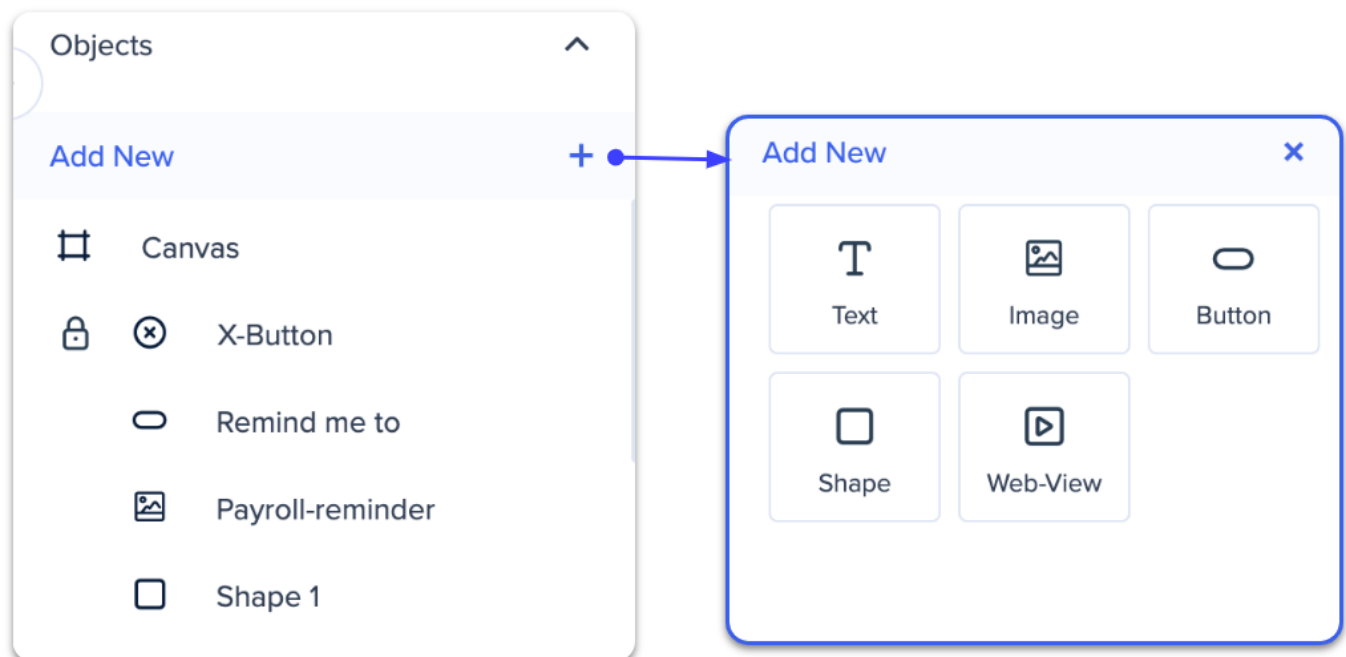 Objects
Add New
Canvas
X-Button
Remind me to
Payroll-reminder
Shape 1
Add New
Text
Image
Button
Shape
Web-View